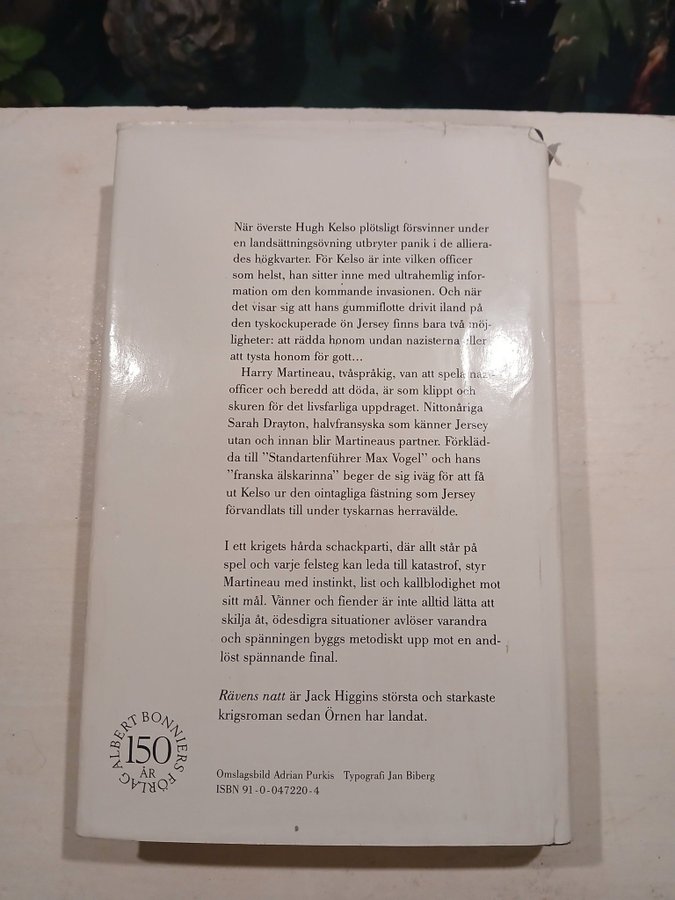 När överste Hugh Kelso plötsligt försvinner under
en landsättningsövning utbryter panik i de alliera-
des högkvarter. För Kelso är inte vilken officer
som helst, han sitter inne med ultrahemlig infor-
mation om den kommande invasionen. Och när
det visar sig att hans gummiflotte drivit iland på
den tyskockuperade ön Jersey finns bara två möj-
ligheter: att rädda honom undan nazisterna eller
att tysta honom för gott...
Harry Martineau, tvåspråkig, van att spela
officer och beredd att döda, är som klippt och
skuren för det livsfarliga uppdraget. Nittonåriga
Sarah Drayton, halvfransyska som känner Jersey
utan och innan blir Martineaus partner. Förkläd-
da till "Standartenführer Max Vogel" och hans
"franska älskarinna" beger de sig iväg för att få
ut Kelso ur den ointagliga fästning som Jersey
förvandlats till under tyskarnas herravälde.
I ett krigets hårda schackparti, där allt står på
spel och varje felsteg kan leda till katastrof, styr
Martineau med instinkt, list och kallblodighet mot
sitt mål. Vänner och fiender är inte alltid lätta att
skilja åt, ödesdigra situationer avlöser varandra
och spänningen byggs metodiskt upp mot en and-
löst spännande final.
Rävens natt är Jack Higgins största och starkaste
krigsroman sedan Örnen har landat.
ALBERT BONNIERS FÖRLAG
150
ÅR
Omslagsbild Adrian Purkis Typografi Jan Biberg
ISBN 91-0-047220-4